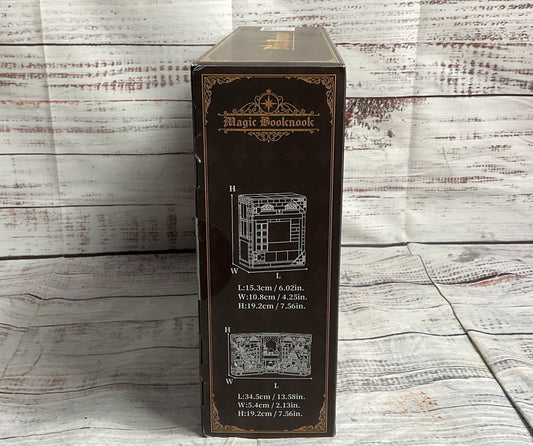 Magic Booknook
H
W
L
L:15.3cm / 6.02in.
W:10.8cm / 4.25in.
H:19.2cm / 7.56in.
H
W
L
L:34.5cm / 13.58in.
W:5.4cm / 2.13in.
H:19.2cm / 7.56in.